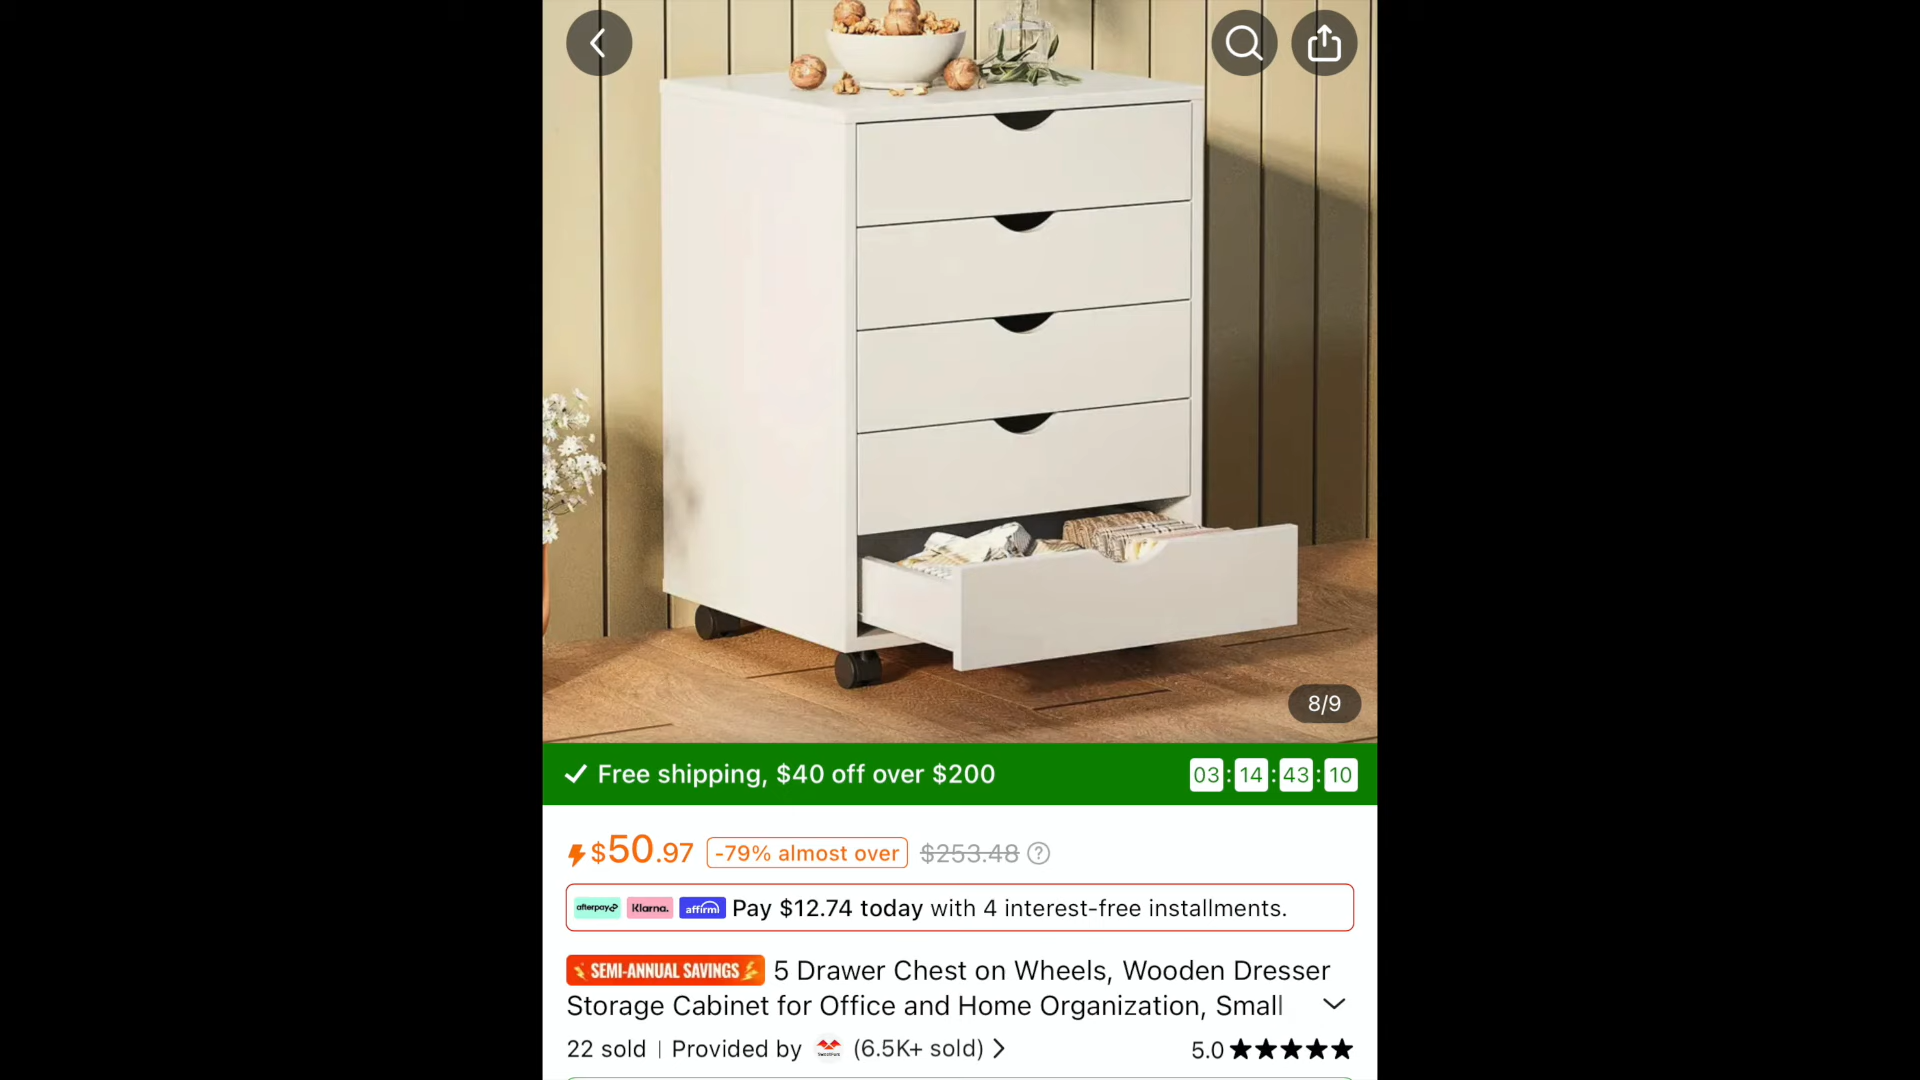 8/9
Free shipping, $40 off over $200 03:14:43:10
$50.97 -79% almost over $253.48 ?
afterpay Klarna. affirm Pay $12.74 today with 4 interest-free installments.
SEMI-ANNUAL SAVINGS 5 Drawer Chest on Wheels, Wooden Dresser
Storage Cabinet for Office and Home Organization, Small
22 sold | Provided by (6.5K+ sold) 5.0